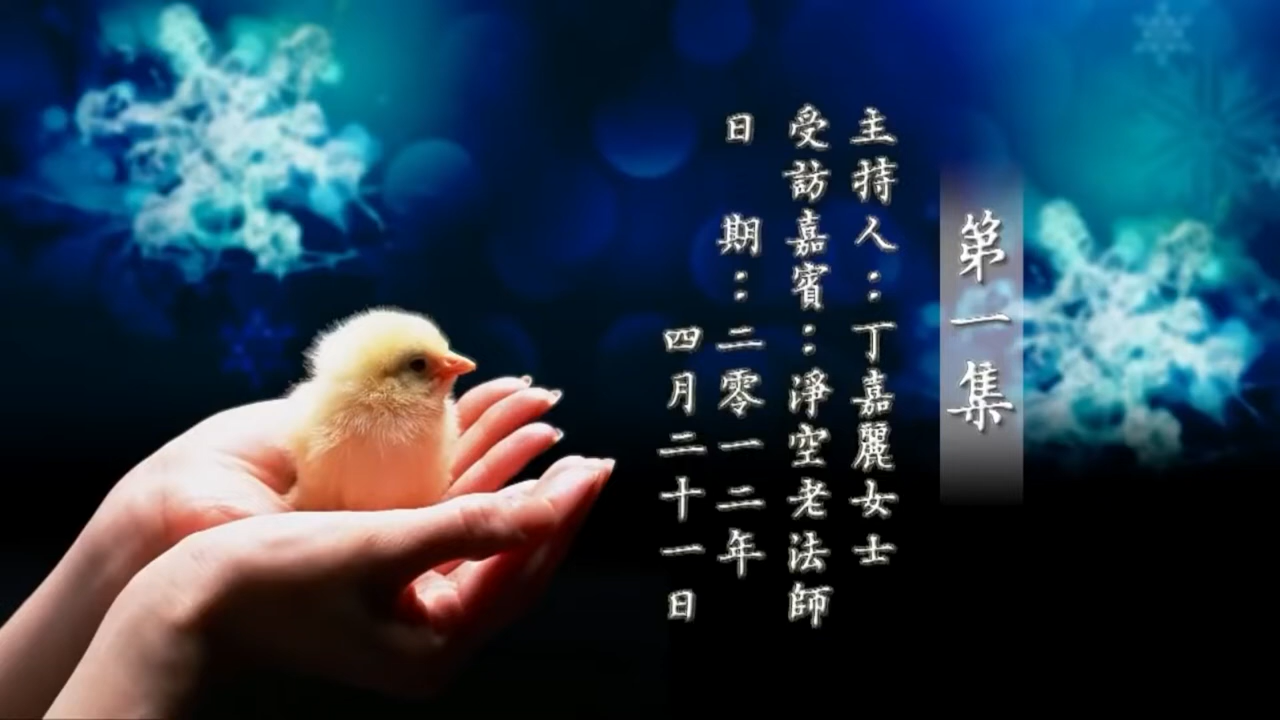 第一集
主持人：丁嘉麗女士
受訪嘉賓：淨空老法師
日期：二零一二年
四月二十一日